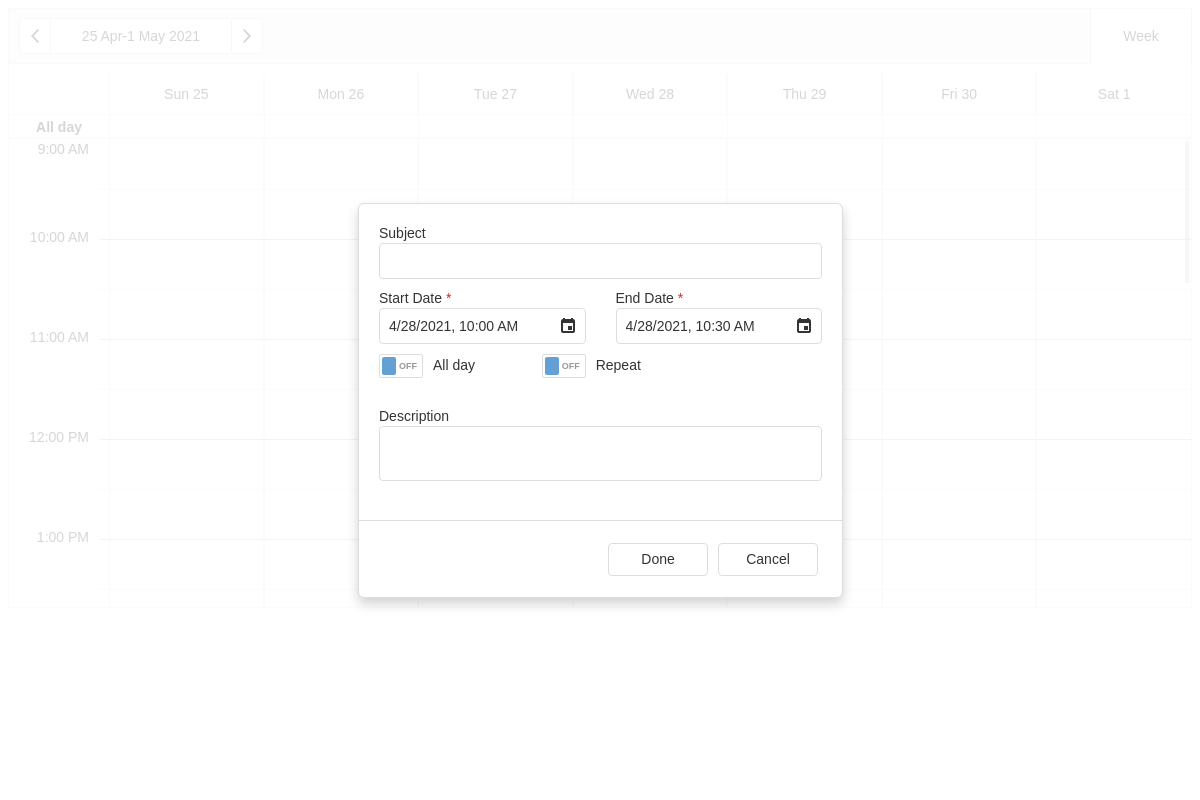 25 Apr-1 May 2021
Week
Sun 25
Mon 26
Tue 27
Wed 28
Thu 29
Fri 30
Sat 1
All day
9:00 AM
10:00 AM
11:00 AM
12:00 PM
1:00 PM
Subject
Start Date *
End Date *
4/28/2021, 10:00 AM
4/28/2021, 10:30 AM
OFF
All day
OFF
Repeat
Description
Done
Cancel